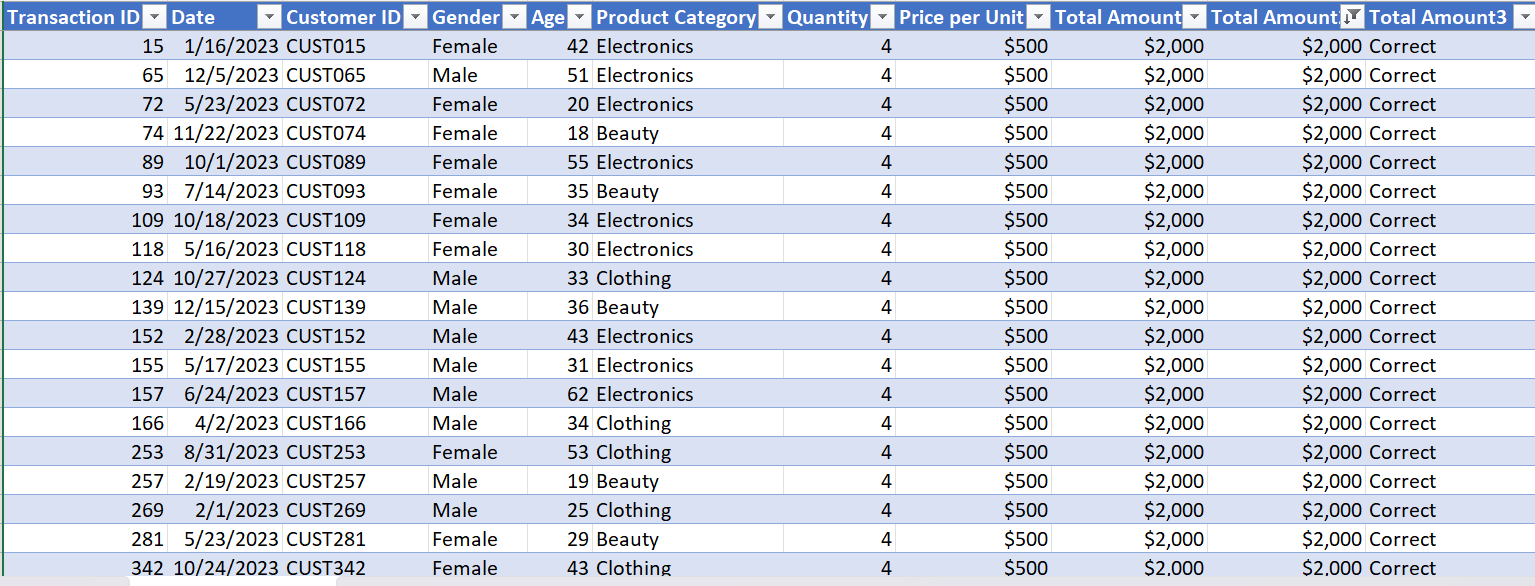 Transaction ID Date Customer ID Gender Age Product Category Quantity Price per Unit Total Amount Total Amount Total Amount3
15 1/16/2023 CUST015 Female 42 Electronics 4 $500 $2,000 $2,000 Correct
65 12/5/2023 CUST065 Male 51 Electronics 4 $500 $2,000 $2,000 Correct
72 5/23/2023 CUST072 Female 20 Electronics 4 $500 $2,000 $2,000 Correct
74 11/22/2023 CUST074 Female 18 Beauty 4 $500 $2,000 $2,000 Correct
89 10/1/2023 CUST089 Female 55 Electronics 4 $500 $2,000 $2,000 Correct
93 7/14/2023 CUST093 Female 35 Beauty 4 $500 $2,000 $2,000 Correct
109 10/18/2023 CUST109 Female 34 Electronics 4 $500 $2,000 $2,000 Correct
118 5/16/2023 CUST118 Female 30 Electronics 4 $500 $2,000 $2,000 Correct
124 10/27/2023 CUST124 Male 33 Clothing 4 $500 $2,000 $2,000 Correct
139 12/15/2023 CUST139 Male 36 Beauty 4 $500 $2,000 $2,000 Correct
152 2/28/2023 CUST152 Male 43 Electronics 4 $500 $2,000 $2,000 Correct
155 5/17/2023 CUST155 Male 31 Electronics 4 $500 $2,000 $2,000 Correct
157 6/24/2023 CUST157 Male 62 Electronics 4 $500 $2,000 $2,000 Correct
166 4/2/2023 CUST166 Male 34 Clothing 4 $500 $2,000 $2,000 Correct
253 8/31/2023 CUST253 Female 53 Clothing 4 $500 $2,000 $2,000 Correct
257 2/19/2023 CUST257 Male 19 Beauty 4 $500 $2,000 $2,000 Correct
269 2/1/2023 CUST269 Male 25 Clothing 4 $500 $2,000 $2,000 Correct
281 5/23/2023 CUST281 Female 29 Beauty 4 $500 $2,000 $2,000 Correct
342 10/24/2023 CUST342 Female 43 Clothing 4 $500 $2,000 $2,000 Correct